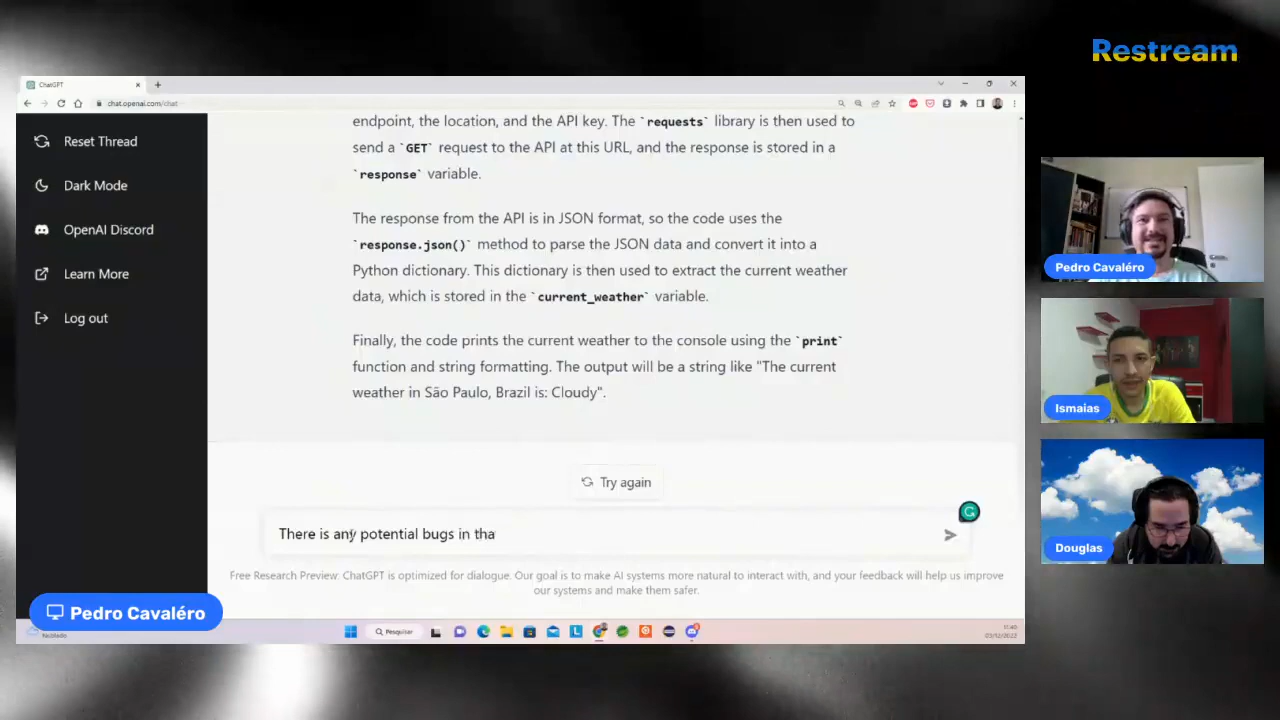 Restream
ChatGPT
chat.openai.com/chat
Reset Thread
Dark Mode
OpenAI Discord
Learn More
Log out
endpoint, the location, and the API key. The `requests` library is then used to
send a `GET` request to the API at this URL, and the response is stored in a
`response` variable.
The response from the API is in JSON format, so the code uses the
`response.json()` method to parse the JSON data and convert it into a
Python dictionary. This dictionary is then used to extract the current weather
data, which is stored in the `current_weather` variable.
Finally, the code prints the current weather to the console using the `print`
function and string formatting. The output will be a string like "The current
weather in São Paulo, Brazil is: Cloudy".
Try again
There is any potential bugs in tha
Free Research Preview: ChatGPT is optimized for dialogue. Our goal is to make AI systems more natural to interact with, and your feedback will help us improve
our systems and make them safer.
Pedro Cavaléro
Pesquisar
11:40
03/12/2022
Pedro Cavaléro
Ismaias
Douglas